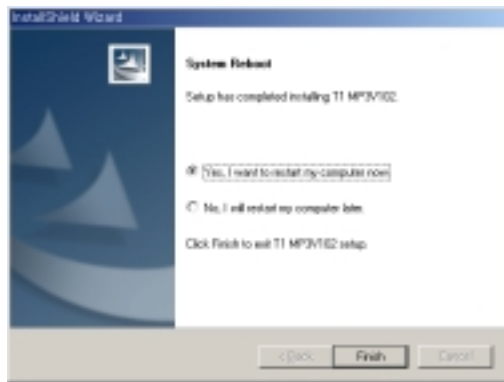 InstallShield Wizard
System Reboot
Setup has completed installing T1 MP3V102.
Yes, I want to restart my computer now.
No, I will restart my computer later.
Click Finish to exit T1 MP3V102 setup.
< Back
Finish
Cancel